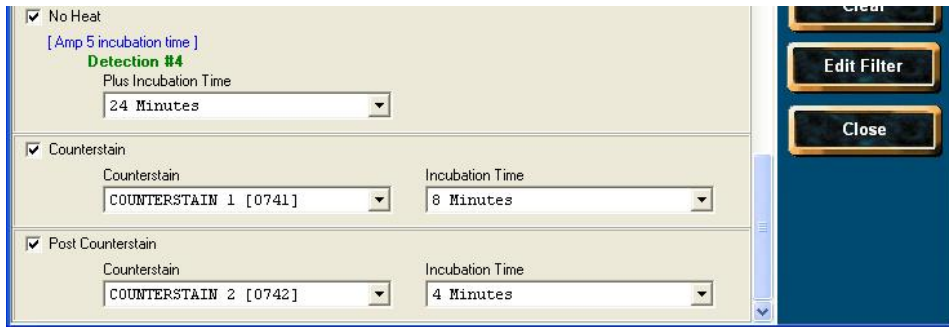 No Heat
[ Amp 5 incubation time ]
Detection #4
Plus Incubation Time
24 Minutes
Counterstain
Counterstain Incubation Time
COUNTERSTAIN 1 [0741] 8 Minutes
Post Counterstain
Counterstain Incubation Time
COUNTERSTAIN 2 [0742] 4 Minutes
Clear
Edit Filter
Close